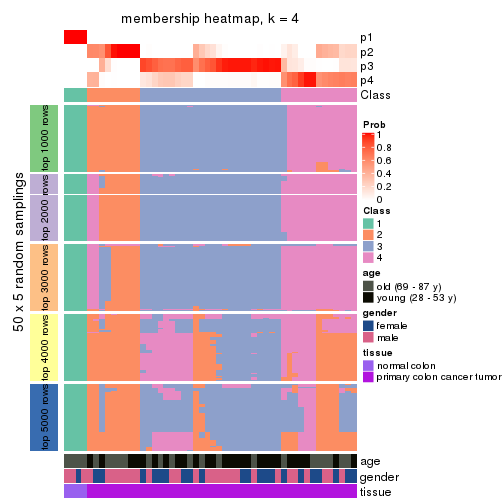 membership heatmap, k = 4
p1
p2
p3
p4
Class
50 x 5 random samplings
top 1000 rows
top 2000 rows
top 3000 rows
top 4000 rows
top 5000 rows
Prob
1
0.8
0.6
0.4
0.2
0
Class
1
2
3
4
age
old (69 - 87 y)
young (28 - 53 y)
gender
female
male
tissue
normal colon
primary colon cancer tumor
age
gender
tissue